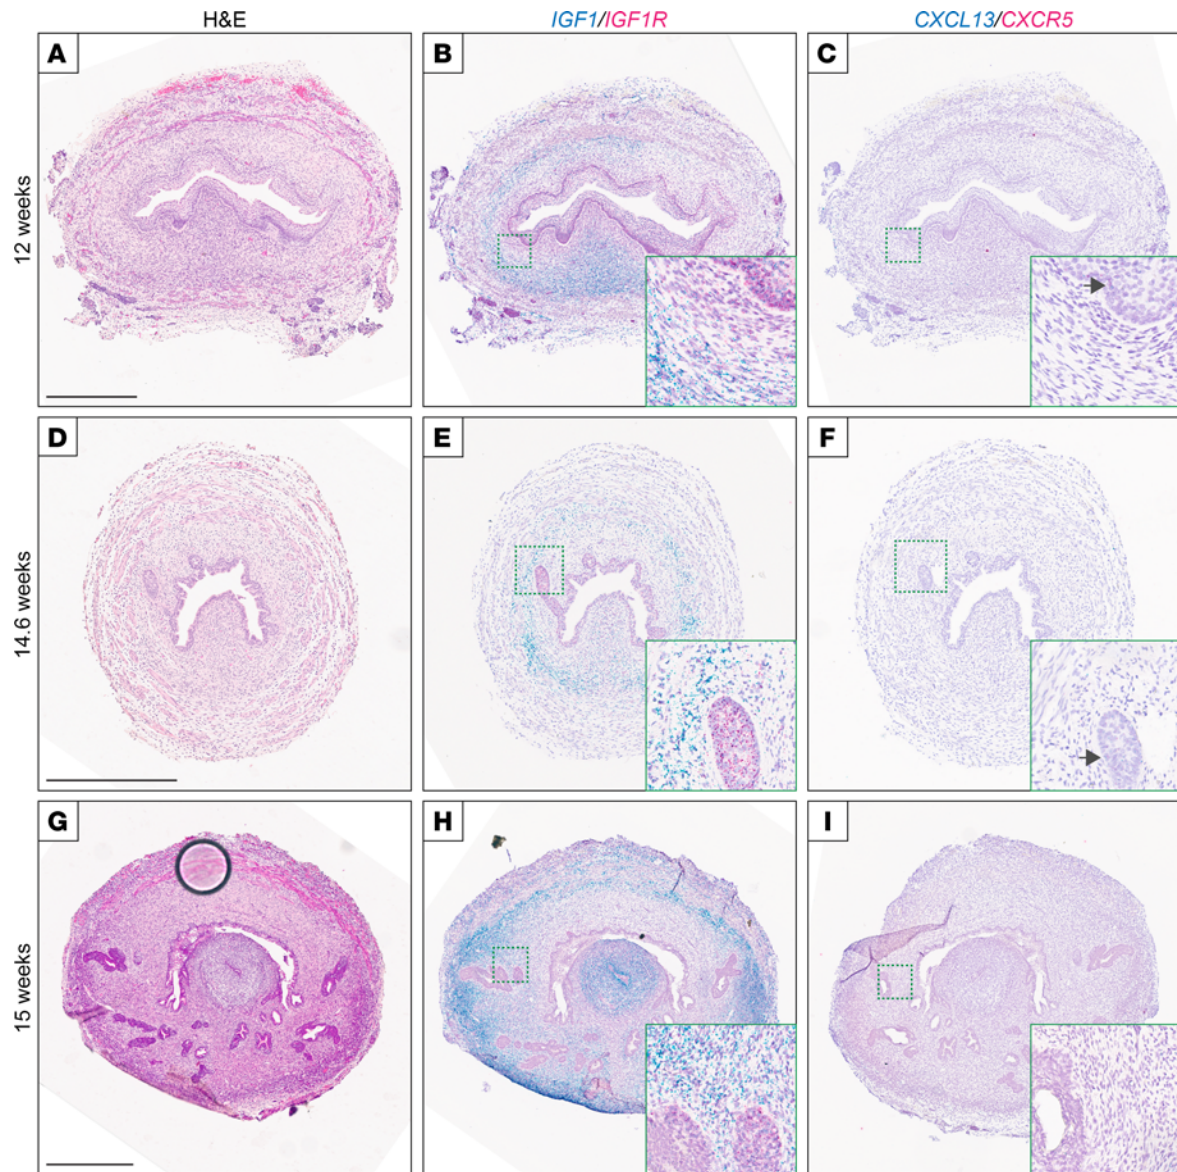 H&E IGF1/IGF1R CXCL13/CXCR5
A B C
12 weeks
D E F
14.6 weeks
G H I
15 weeks